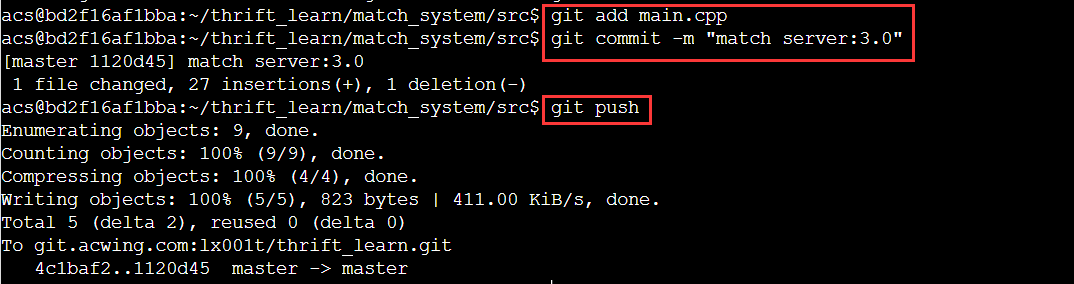 acs@bd2f16af1bba:~/thrift_learn/match_system/src$ git add main.cpp
acs@bd2f16af1bba:~/thrift_learn/match_system/src$ git commit -m "match server:3.0"
[master 1120d45] match server:3.0
 1 file changed, 27 insertions(+), 1 deletion(-)
acs@bd2f16af1bba:~/thrift_learn/match_system/src$ git push
Enumerating objects: 9, done.
Counting objects: 100% (9/9), done.
Compressing objects: 100% (4/4), done.
Writing objects: 100% (5/5), 823 bytes | 411.00 KiB/s, done.
Total 5 (delta 2), reused 0 (delta 0)
To git.acwing.com:lx001t/thrift_learn.git
   4c1baf2..1120d45  master -> master